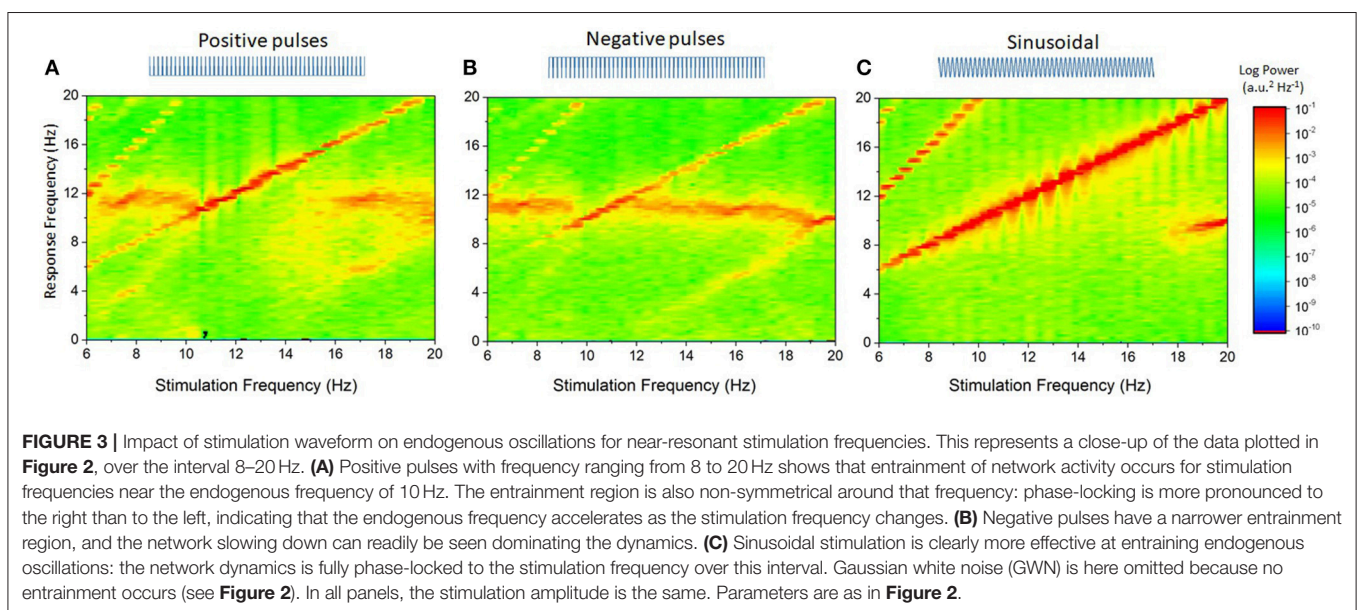 Positive pulses
Negative pulses
Sinusoidal
A
B
C
Log Power
(a.u.² Hz⁻¹)
Response Frequency (Hz)
20
16
12
8
4
0
6 8 10 12 14 16 18 20
Stimulation Frequency (Hz)
20
16
12
8
4
0
6 8 10 12 14 16 18 20
Stimulation Frequency (Hz)
20
16
12
8
4
0
6 8 10 12 14 16 18 20
Stimulation Frequency (Hz)
10⁻¹
10⁻²
10⁻³
10⁻⁴
10⁻⁵
10⁻⁶
10⁻⁷
10⁻⁸
10⁻⁹
10⁻¹⁰
FIGURE 3 | Impact of stimulation waveform on endogenous oscillations for near-resonant stimulation frequencies. This represents a close-up of the data plotted in
Figure 2, over the interval 8–20 Hz. (A) Positive pulses with frequency ranging from 8 to 20 Hz shows that entrainment of network activity occurs for stimulation
frequencies near the endogenous frequency of 10 Hz. The entrainment region is also non-symmetrical around that frequency: phase-locking is more pronounced to
the right than to the left, indicating that the endogenous frequency accelerates as the stimulation frequency changes. (B) Negative pulses have a narrower entrainment
region, and the network slowing down can readily be seen dominating the dynamics. (C) Sinusoidal stimulation is clearly more effective at entraining endogenous
oscillations: the network dynamics is fully phase-locked to the stimulation frequency over this interval. Gaussian white noise (GWN) is here omitted because no
entrainment occurs (see Figure 2). In all panels, the stimulation amplitude is the same. Parameters are as in Figure 2.